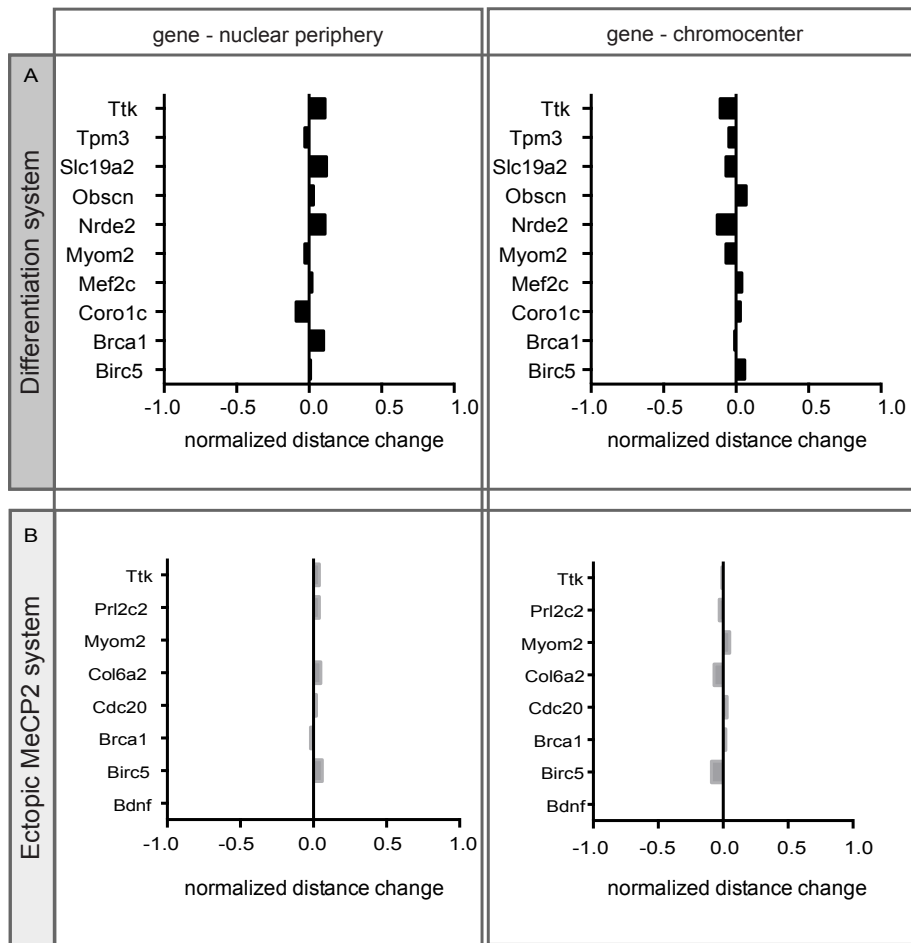 gene - nuclear periphery
gene - chromocenter
A
Differentiation system
Ttk
Tpm3
Slc19a2
Obscn
Nrde2
Myom2
Mef2c
Coro1c
Brca1
Birc5
-1.0 -0.5 0.0 0.5 1.0
normalized distance change
Ttk
Tpm3
Slc19a2
Obscn
Nrde2
Myom2
Mef2c
Coro1c
Brca1
Birc5
-1.0 -0.5 0.0 0.5 1.0
normalized distance change
B
Ectopic MeCP2 system
Ttk
Prl2c2
Myom2
Col6a2
Cdc20
Brca1
Birc5
Bdnf
-1.0 -0.5 0.0 0.5 1.0
normalized distance change
Ttk
Prl2c2
Myom2
Col6a2
Cdc20
Brca1
Birc5
Bdnf
-1.0 -0.5 0.0 0.5 1.0
normalized distance change